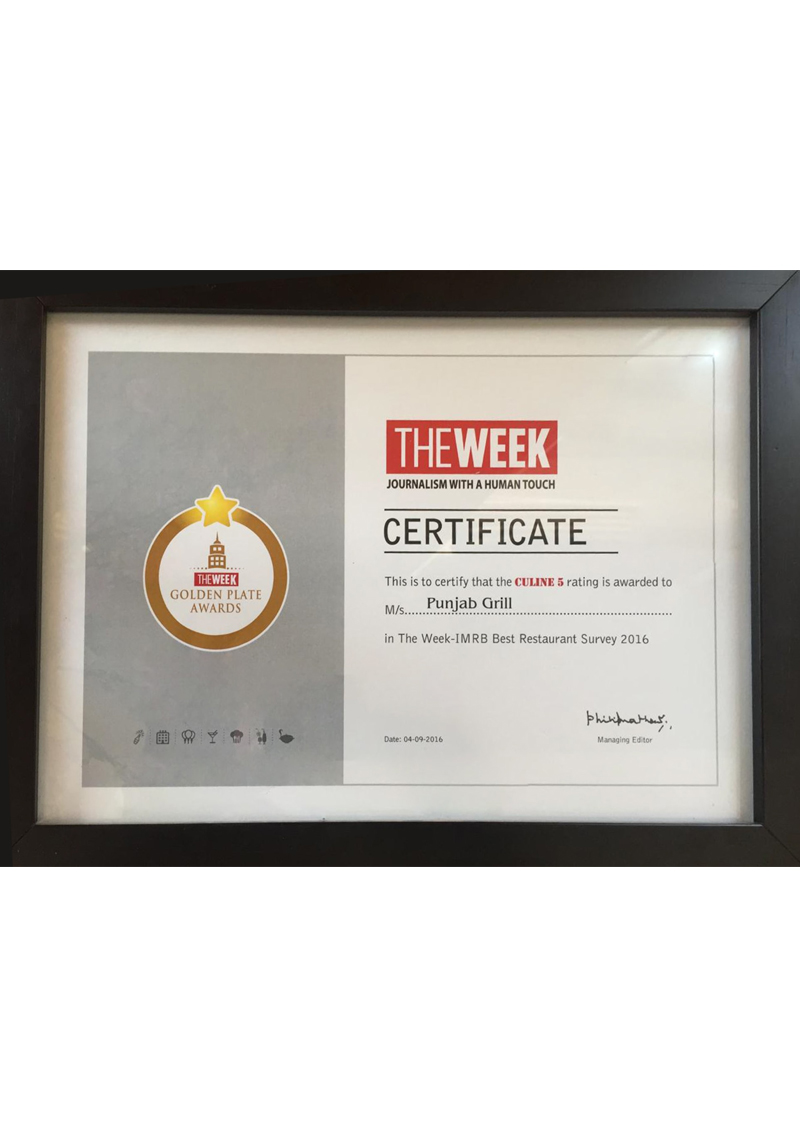 THE WEEK
GOLDEN PLATE
AWARDS
THE WEEK
JOURNALISM WITH A HUMAN TOUCH
CERTIFICATE
This is to certify that the CULINE 5 rating is awarded to
M/s. Punjab Grill
in The Week-IMRB Best Restaurant Survey 2016
Date: 04-09-2016
Managing Editor